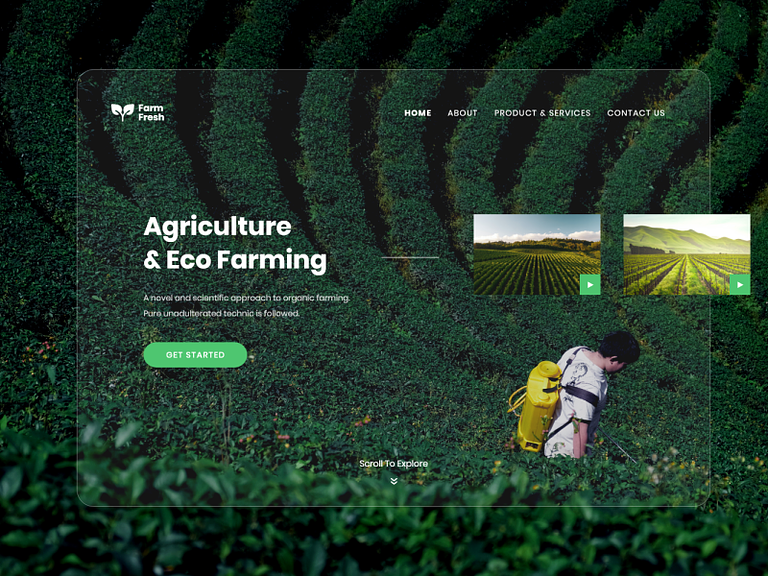 Farm
Fresh
HOME ABOUT PRODUCT & SERVICES CONTACT US
Agriculture
& Eco Farming
A novel and scientific approach to organic farming.
Pure unadulterated technic is followed.
GET STARTED
Scroll To Explore